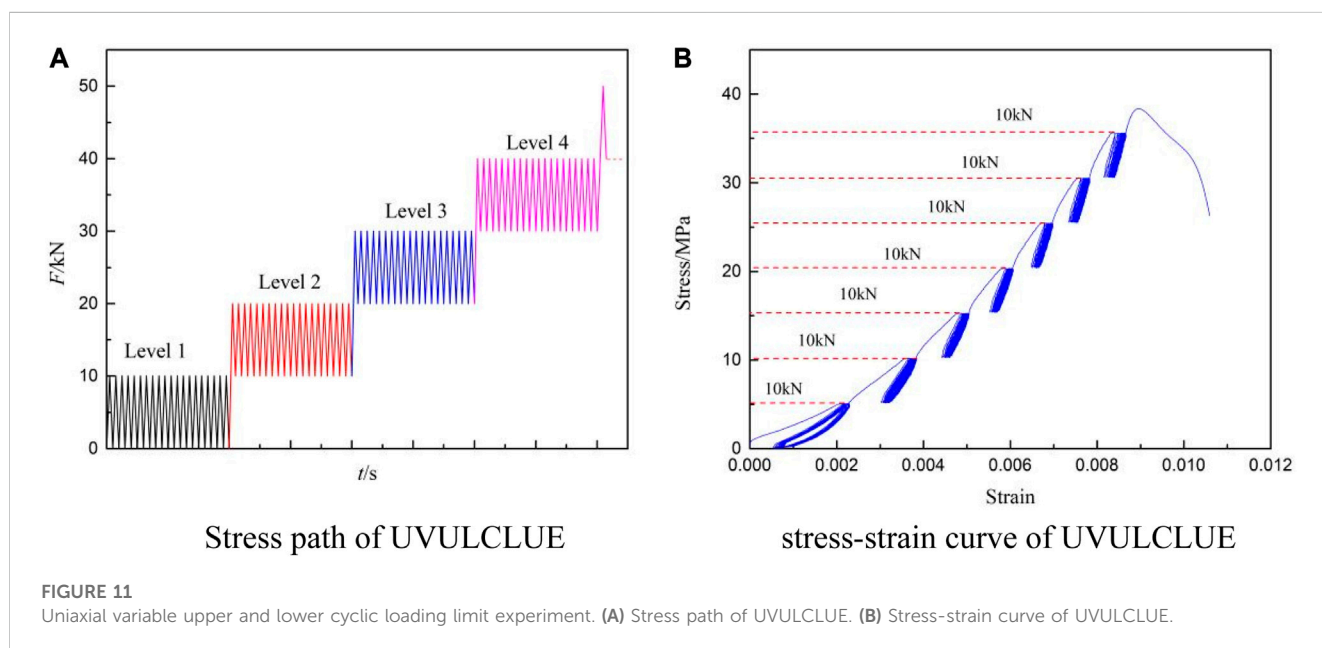 A
F/kN
50
40
30
20
10
0
Level 1
Level 2
Level 3
Level 4
t/s
Stress path of UVULCLUE
B
Stress/MPa
40
30
20
10
0
10kN
10kN
10kN
10kN
10kN
10kN
10kN
0.000 0.002 0.004 0.006 0.008 0.010 0.012
Strain
stress-strain curve of UVULCLUE
FIGURE 11
Uniaxial variable upper and lower cyclic loading limit experiment. (A) Stress path of UVULCLUE. (B) Stress-strain curve of UVULCLUE.